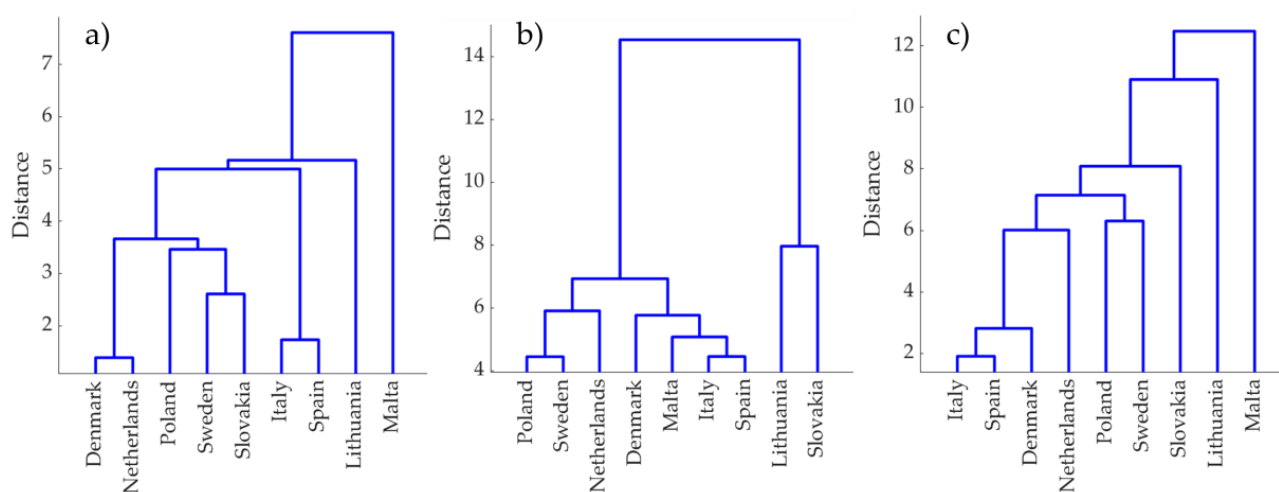 a)
Distance
7
6
5
4
3
2
Denmark
Netherlands
Poland
Sweden
Slovakia
Italy
Spain
Lithuania
Malta
b)
Distance
14
12
10
8
6
4
Poland
Sweden
Netherlands
Denmark
Malta
Italy
Spain
Lithuania
Slovakia
c)
Distance
12
10
8
6
4
2
Italy
Spain
Denmark
Netherlands
Poland
Sweden
Slovakia
Lithuania
Malta